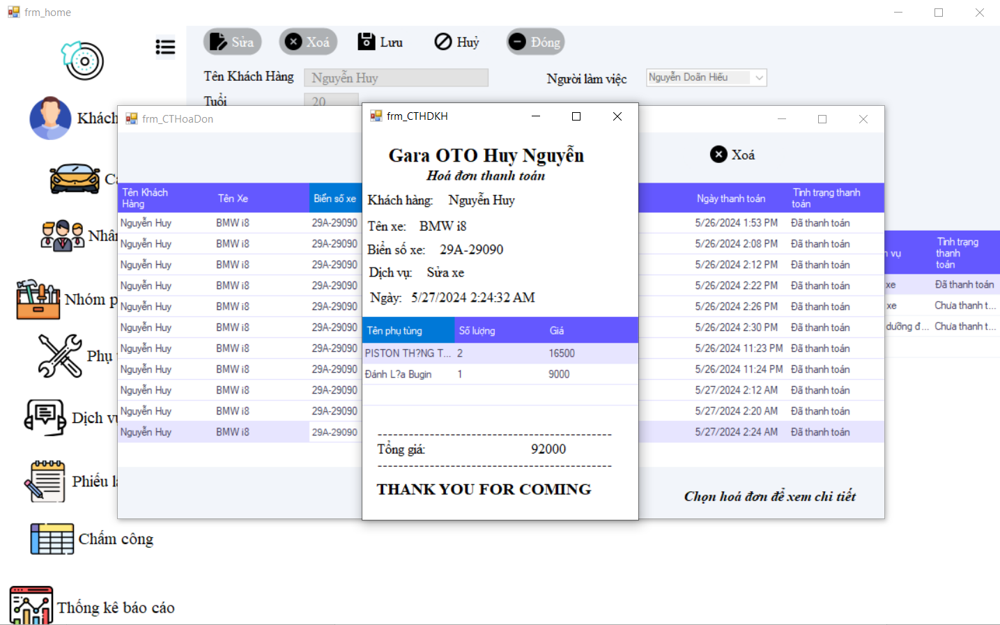 frm_home
Sửa
Xoá
Lưu
Huỷ
Đóng
Tên Khách Hàng
Nguyễn Huy
Người làm việc
Nguyễn Doãn Hiếu
Tuổi
20
Khách
Nhân
Nhóm p
Phụ
Dịch vụ
Phiếu là
Chấm công
Thống kê báo cáo
frm_CTHoaDon
Xoá
Tên Khách Hàng
Tên Xe
Biển số xe
Ngày thanh toán
Tình trạng thanh toán
Nguyễn Huy BMW i8 29A-29090 5/26/2024 1:53 PM Đã thanh toán
Nguyễn Huy BMW i8 29A-29090 5/26/2024 2:08 PM Đã thanh toán
Nguyễn Huy BMW i8 29A-29090 5/26/2024 2:12 PM Đã thanh toán
Nguyễn Huy BMW i8 29A-29090 5/26/2024 2:22 PM Đã thanh toán
Nguyễn Huy BMW i8 29A-29090 5/26/2024 2:26 PM Đã thanh toán
Nguyễn Huy BMW i8 29A-29090 5/26/2024 2:30 PM Đã thanh toán
Nguyễn Huy BMW i8 29A-29090 5/26/2024 11:23 PM Đã thanh toán
Nguyễn Huy BMW i8 29A-29090 5/26/2024 11:24 PM Đã thanh toán
Nguyễn Huy BMW i8 29A-29090 5/27/2024 2:12 AM Đã thanh toán
Nguyễn Huy BMW i8 29A-29090 5/27/2024 2:20 AM Đã thanh toán
Nguyễn Huy BMW i8 29A-29090 5/27/2024 2:24 AM Đã thanh toán
Chọn hoá đơn để xem chi tiết
frm_CTHDKH
Gara OTO Huy Nguyễn
Hoá đơn thanh toán
Khách hàng: Nguyễn Huy
Tên xe: BMW i8
Biển số xe: 29A-29090
Dịch vụ: Sửa xe
Ngày: 5/27/2024 2:24:32 AM
Tên phụ tùng Số lượng Giá
PISTON TH?NG T... 2 16500
Đánh L?a Bugin 1 9000
Tổng giá: 92000
THANK YOU FOR COMING
vụ
Tình trạng
thanh
toán
xe Đã thanh toán
xe Chưa thanh t...
dưỡng đ... Chưa thanh t...